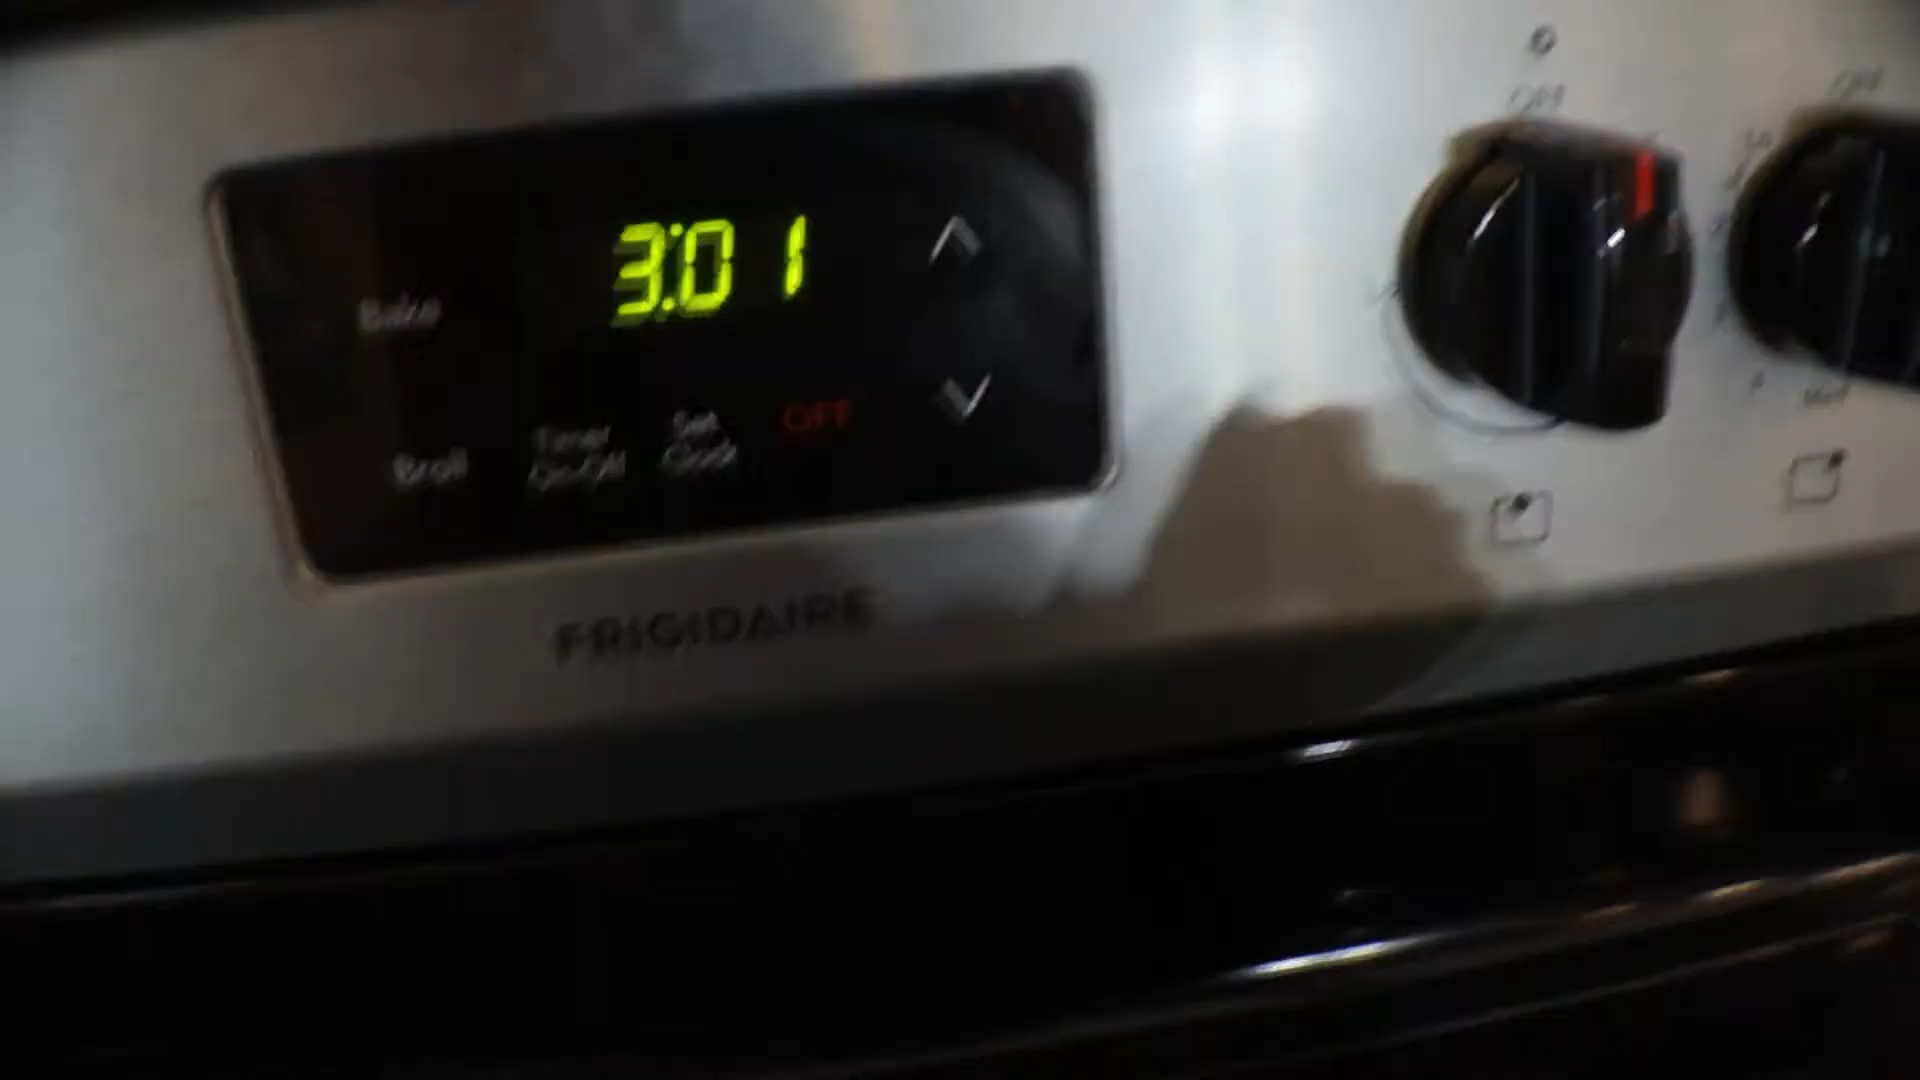 3:01
Bake
Broil
Timer
On-Off
Set
Clock
OFF
FRIGIDAIRE
OFF
OFF